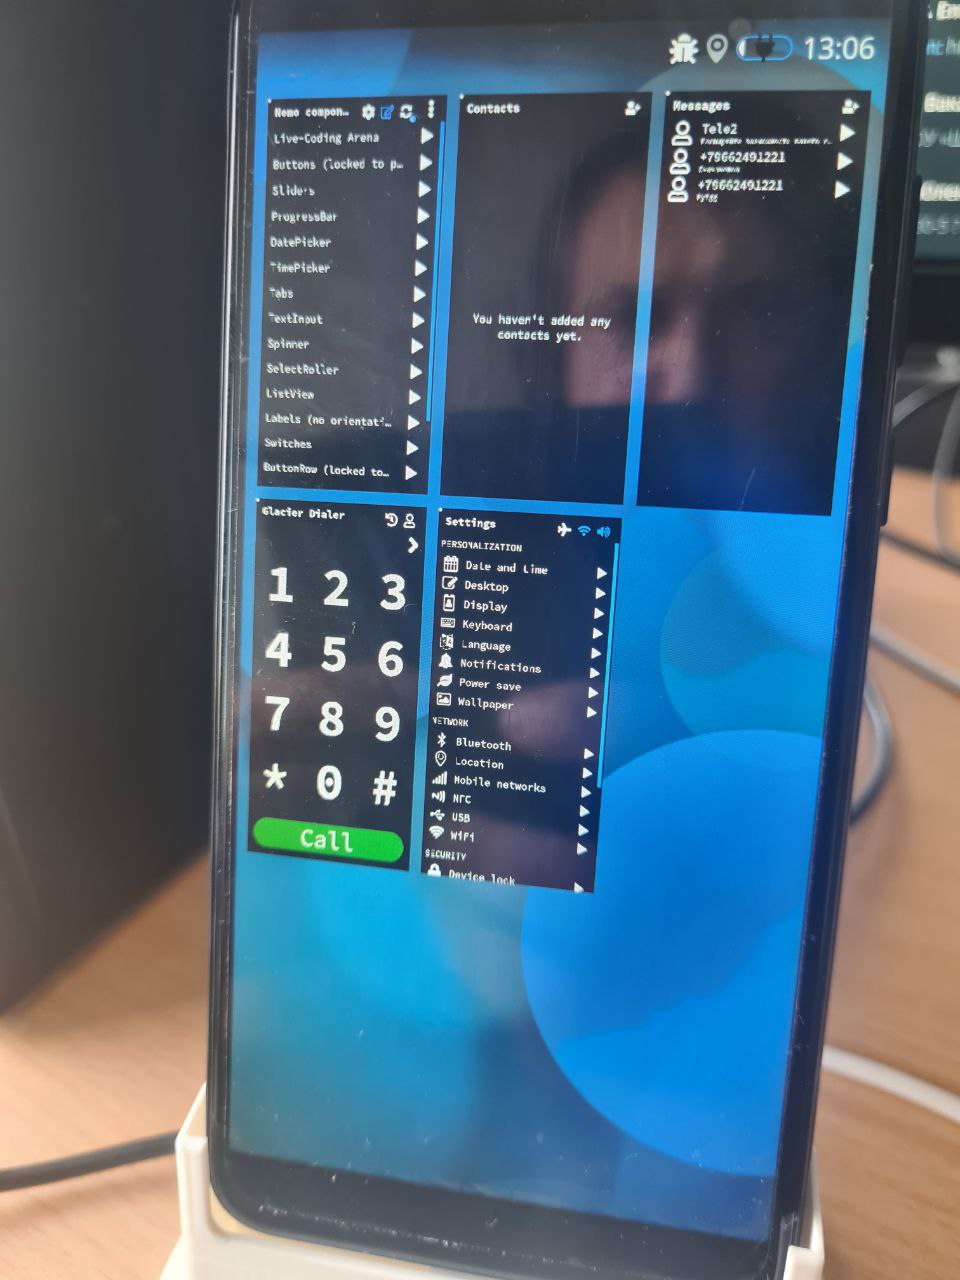 13:06
Nemo compon…
Live-Coding Arena
Buttons (locked to p…
Sliders
ProgressBar
DatePicker
TimePicker
Tabs
TextInput
Spinner
SelectRoller
ListView
Labels (no orientati…
Switches
ButtonRow (locked to…
Contacts
You haven't added any
contacts yet.
Messages
Tele2
+79662491221
+79662491221
Glacier Dialer
1 2 3
4 5 6
7 8 9
* 0 #
Call
Settings
PERSONALIZATION
Date and time
Desktop
Display
Keyboard
Language
Notifications
Power save
Wallpaper
NETWORK
Bluetooth
Location
Mobile networks
NFC
USB
WiFi
SECURITY
Device lock